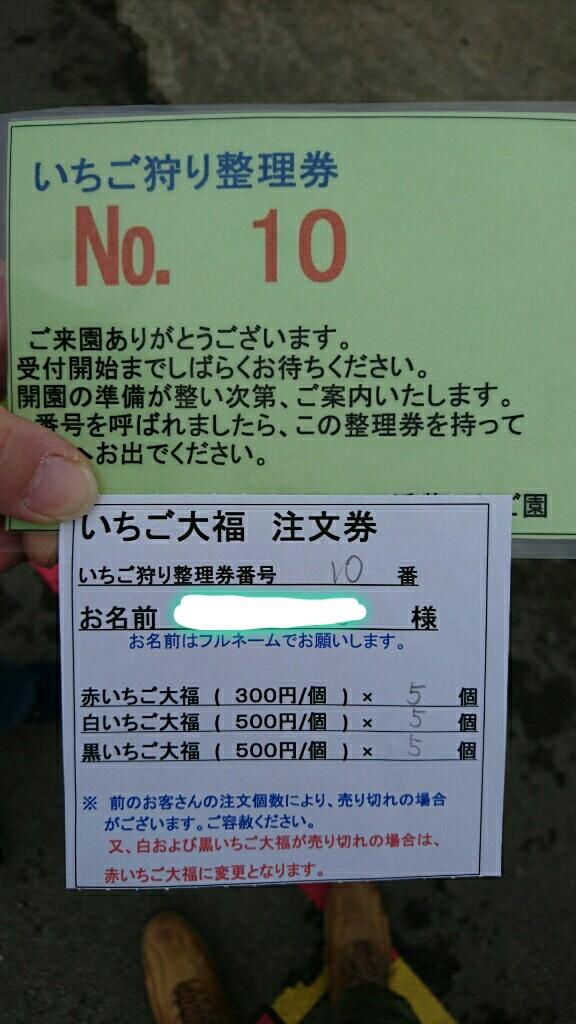 いちご狩り整理券
No. 10
ご来園ありがとうございます。
受付開始までしばらくお待ちください。
開園の準備が整い次第、ご案内いたします。
番号を呼ばれましたら、この整理券を持って
へお出でください。
ご園
いちご大福 注文券
いちご狩り整理券番号 10 番
お名前 様
お名前はフルネームでお願いします。
赤いちご大福 ( 300円/個 ) × 5 個
白いちご大福 ( 500円/個 ) × 5 個
黒いちご大福 ( 500円/個 ) × 5 個
※ 前のお客さんの注文個数により、売り切れの場合
がございます。ご容赦ください。
又、白および黒いちご大福が売り切れの場合は、
赤いちご大福に変更となります。